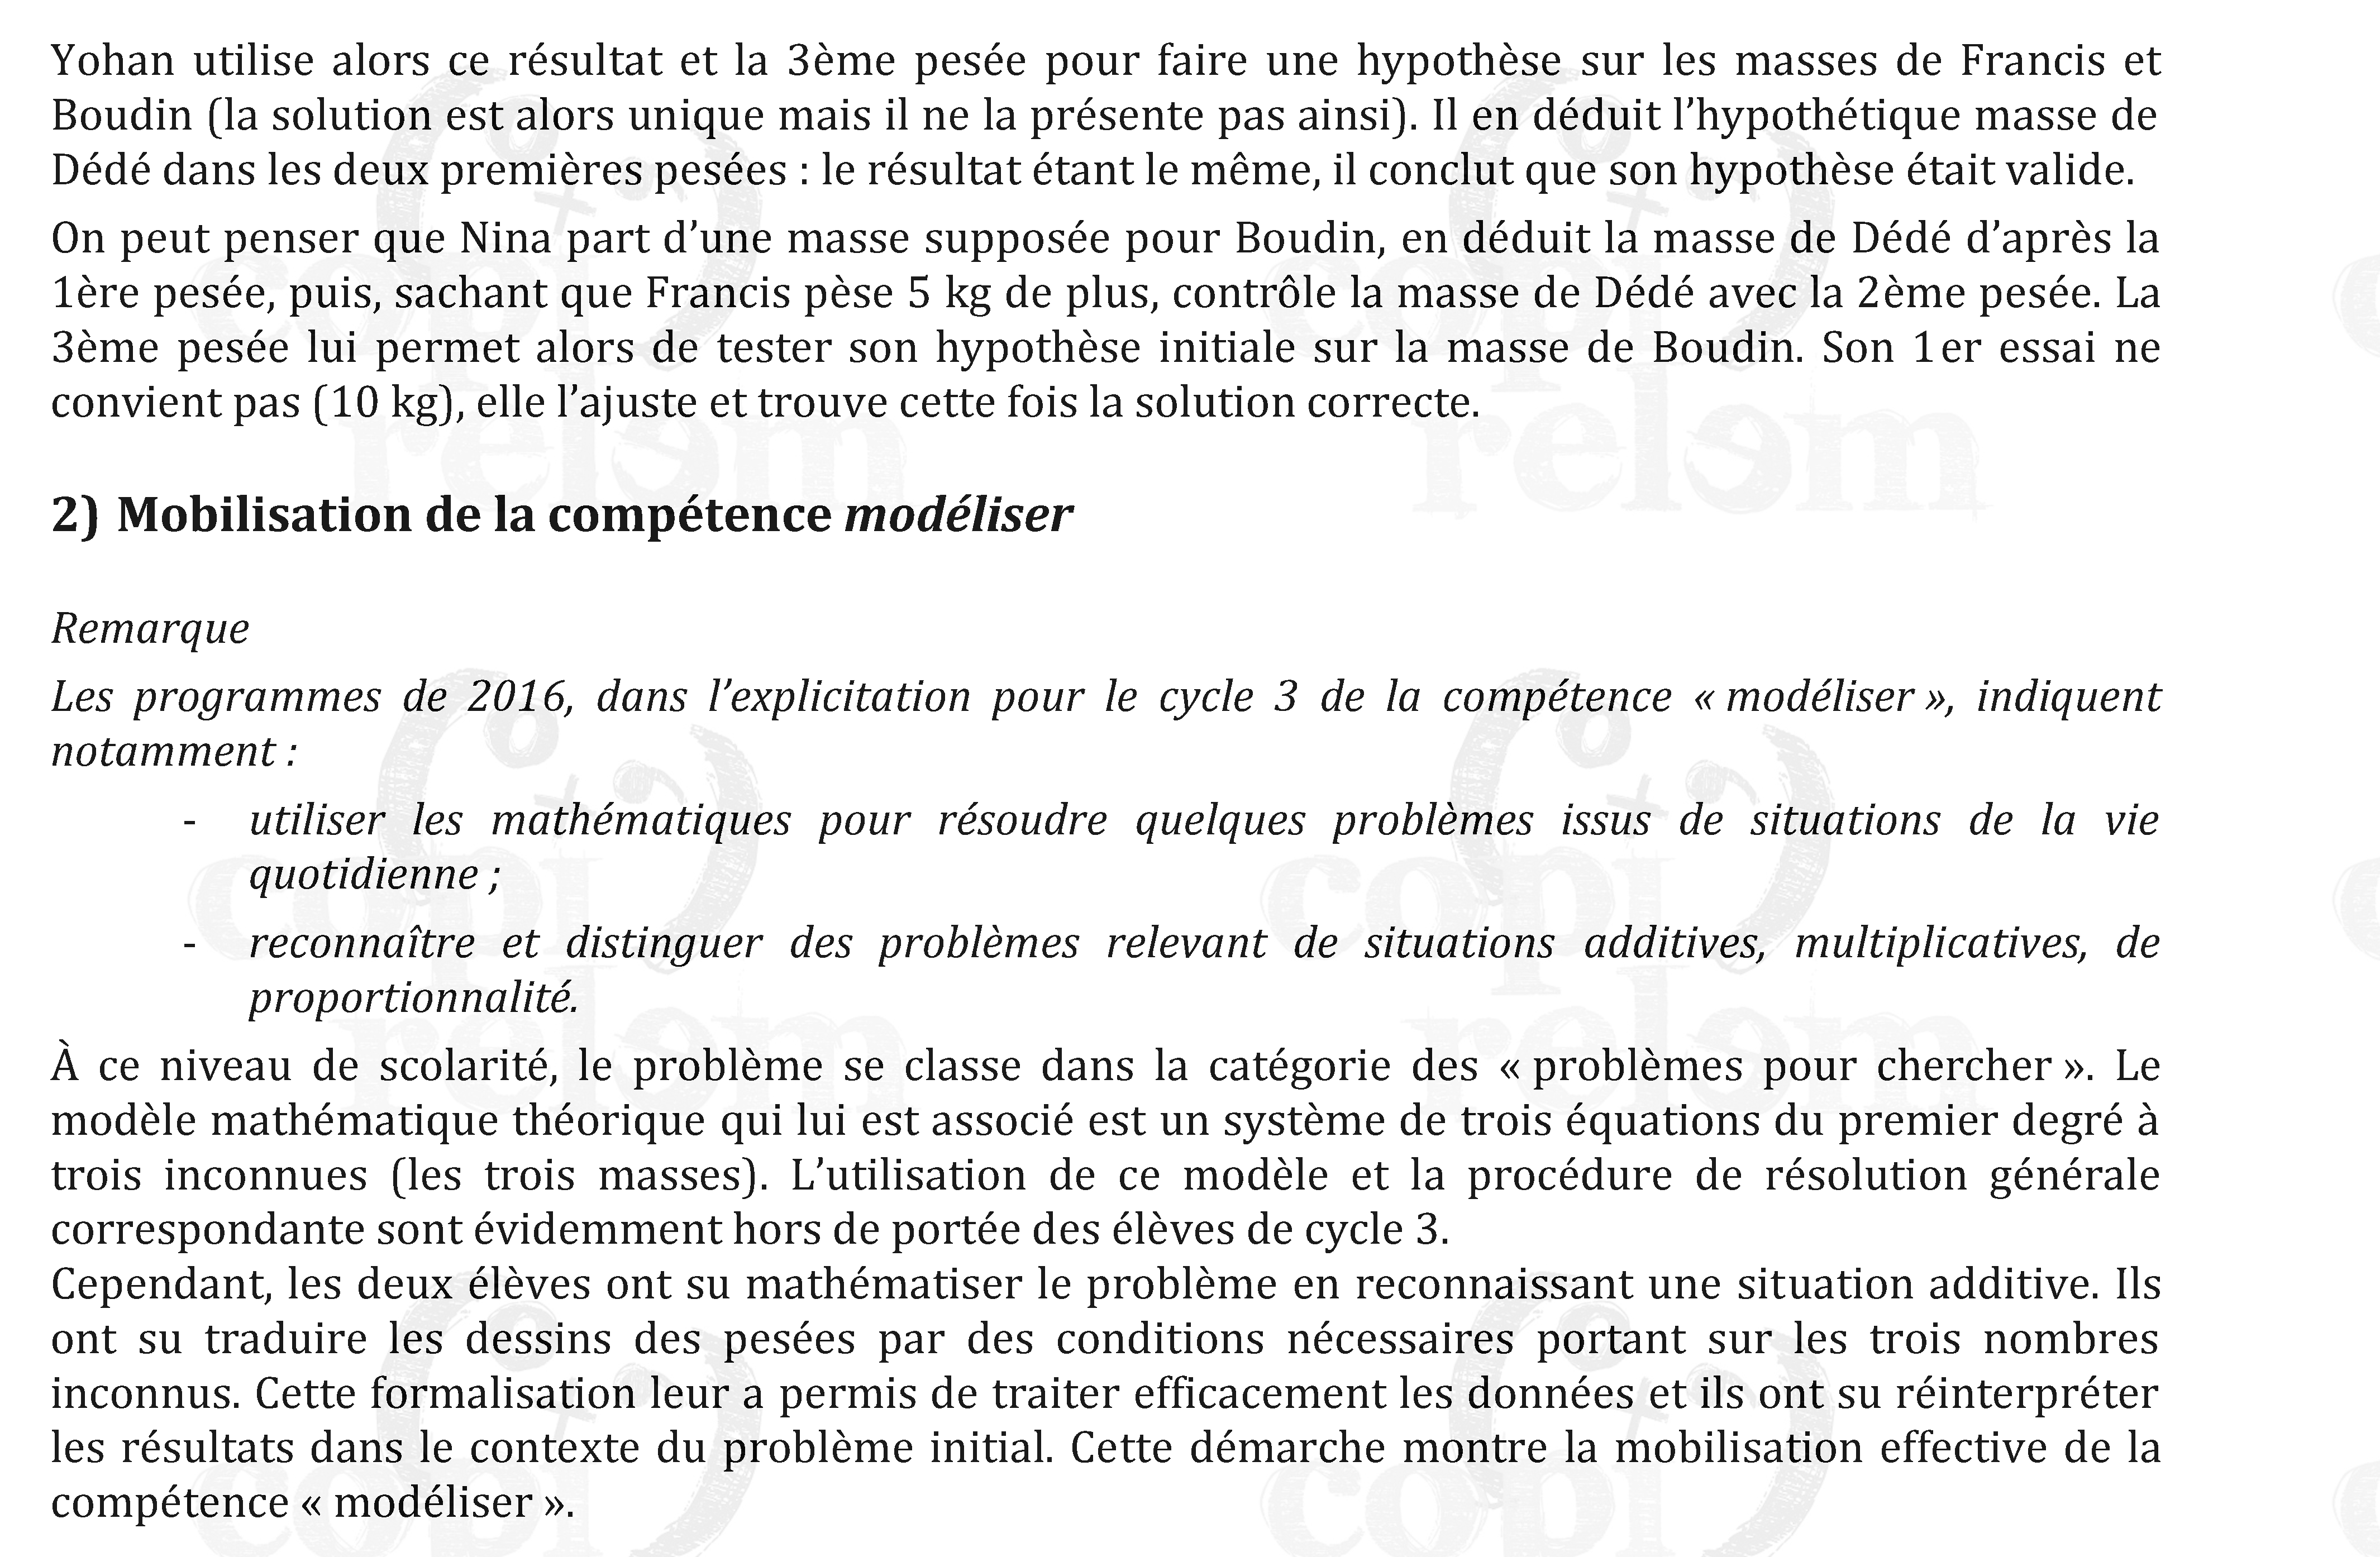 Yohan utilise alors ce résultat et la 3ème pesée pour faire une hypothèse sur les masses de Francis et
Boudin (la solution est alors unique mais il ne la présente pas ainsi). Il en déduit l’hypothétique masse de
Dédé dans les deux premières pesées : le résultat étant le même, il conclut que son hypothèse était valide.
On peut penser que Nina part d’une masse supposée pour Boudin, en déduit la masse de Dédé d’après la
1ère pesée, puis, sachant que Francis pèse 5 kg de plus, contrôle la masse de Dédé avec la 2ème pesée. La
3ème pesée lui permet alors de tester son hypothèse initiale sur la masse de Boudin. Son 1er essai ne
convient pas (10 kg), elle l’ajuste et trouve cette fois la solution correcte.
2) Mobilisation de la compétence modéliser
Remarque
Les programmes de 2016, dans l’explicitation pour le cycle 3 de la compétence « modéliser », indiquent
notamment :
- utiliser les mathématiques pour résoudre quelques problèmes issus de situations de la vie
quotidienne ;
- reconnaître et distinguer des problèmes relevant de situations additives, multiplicatives, de
proportionnalité.
À ce niveau de scolarité, le problème se classe dans la catégorie des « problèmes pour chercher ». Le
modèle mathématique théorique qui lui est associé est un système de trois équations du premier degré à
trois inconnues (les trois masses). L’utilisation de ce modèle et la procédure de résolution générale
correspondante sont évidemment hors de portée des élèves de cycle 3.
Cependant, les deux élèves ont su mathématiser le problème en reconnaissant une situation additive. Ils
ont su traduire les dessins des pesées par des conditions nécessaires portant sur les trois nombres
inconnus. Cette formalisation leur a permis de traiter efficacement les données et ils ont su réinterpréter
les résultats dans le contexte du problème initial. Cette démarche montre la mobilisation effective de la
compétence « modéliser ».
copi
relem
copi
relem
copi
relem
copi
relem
copi
copi